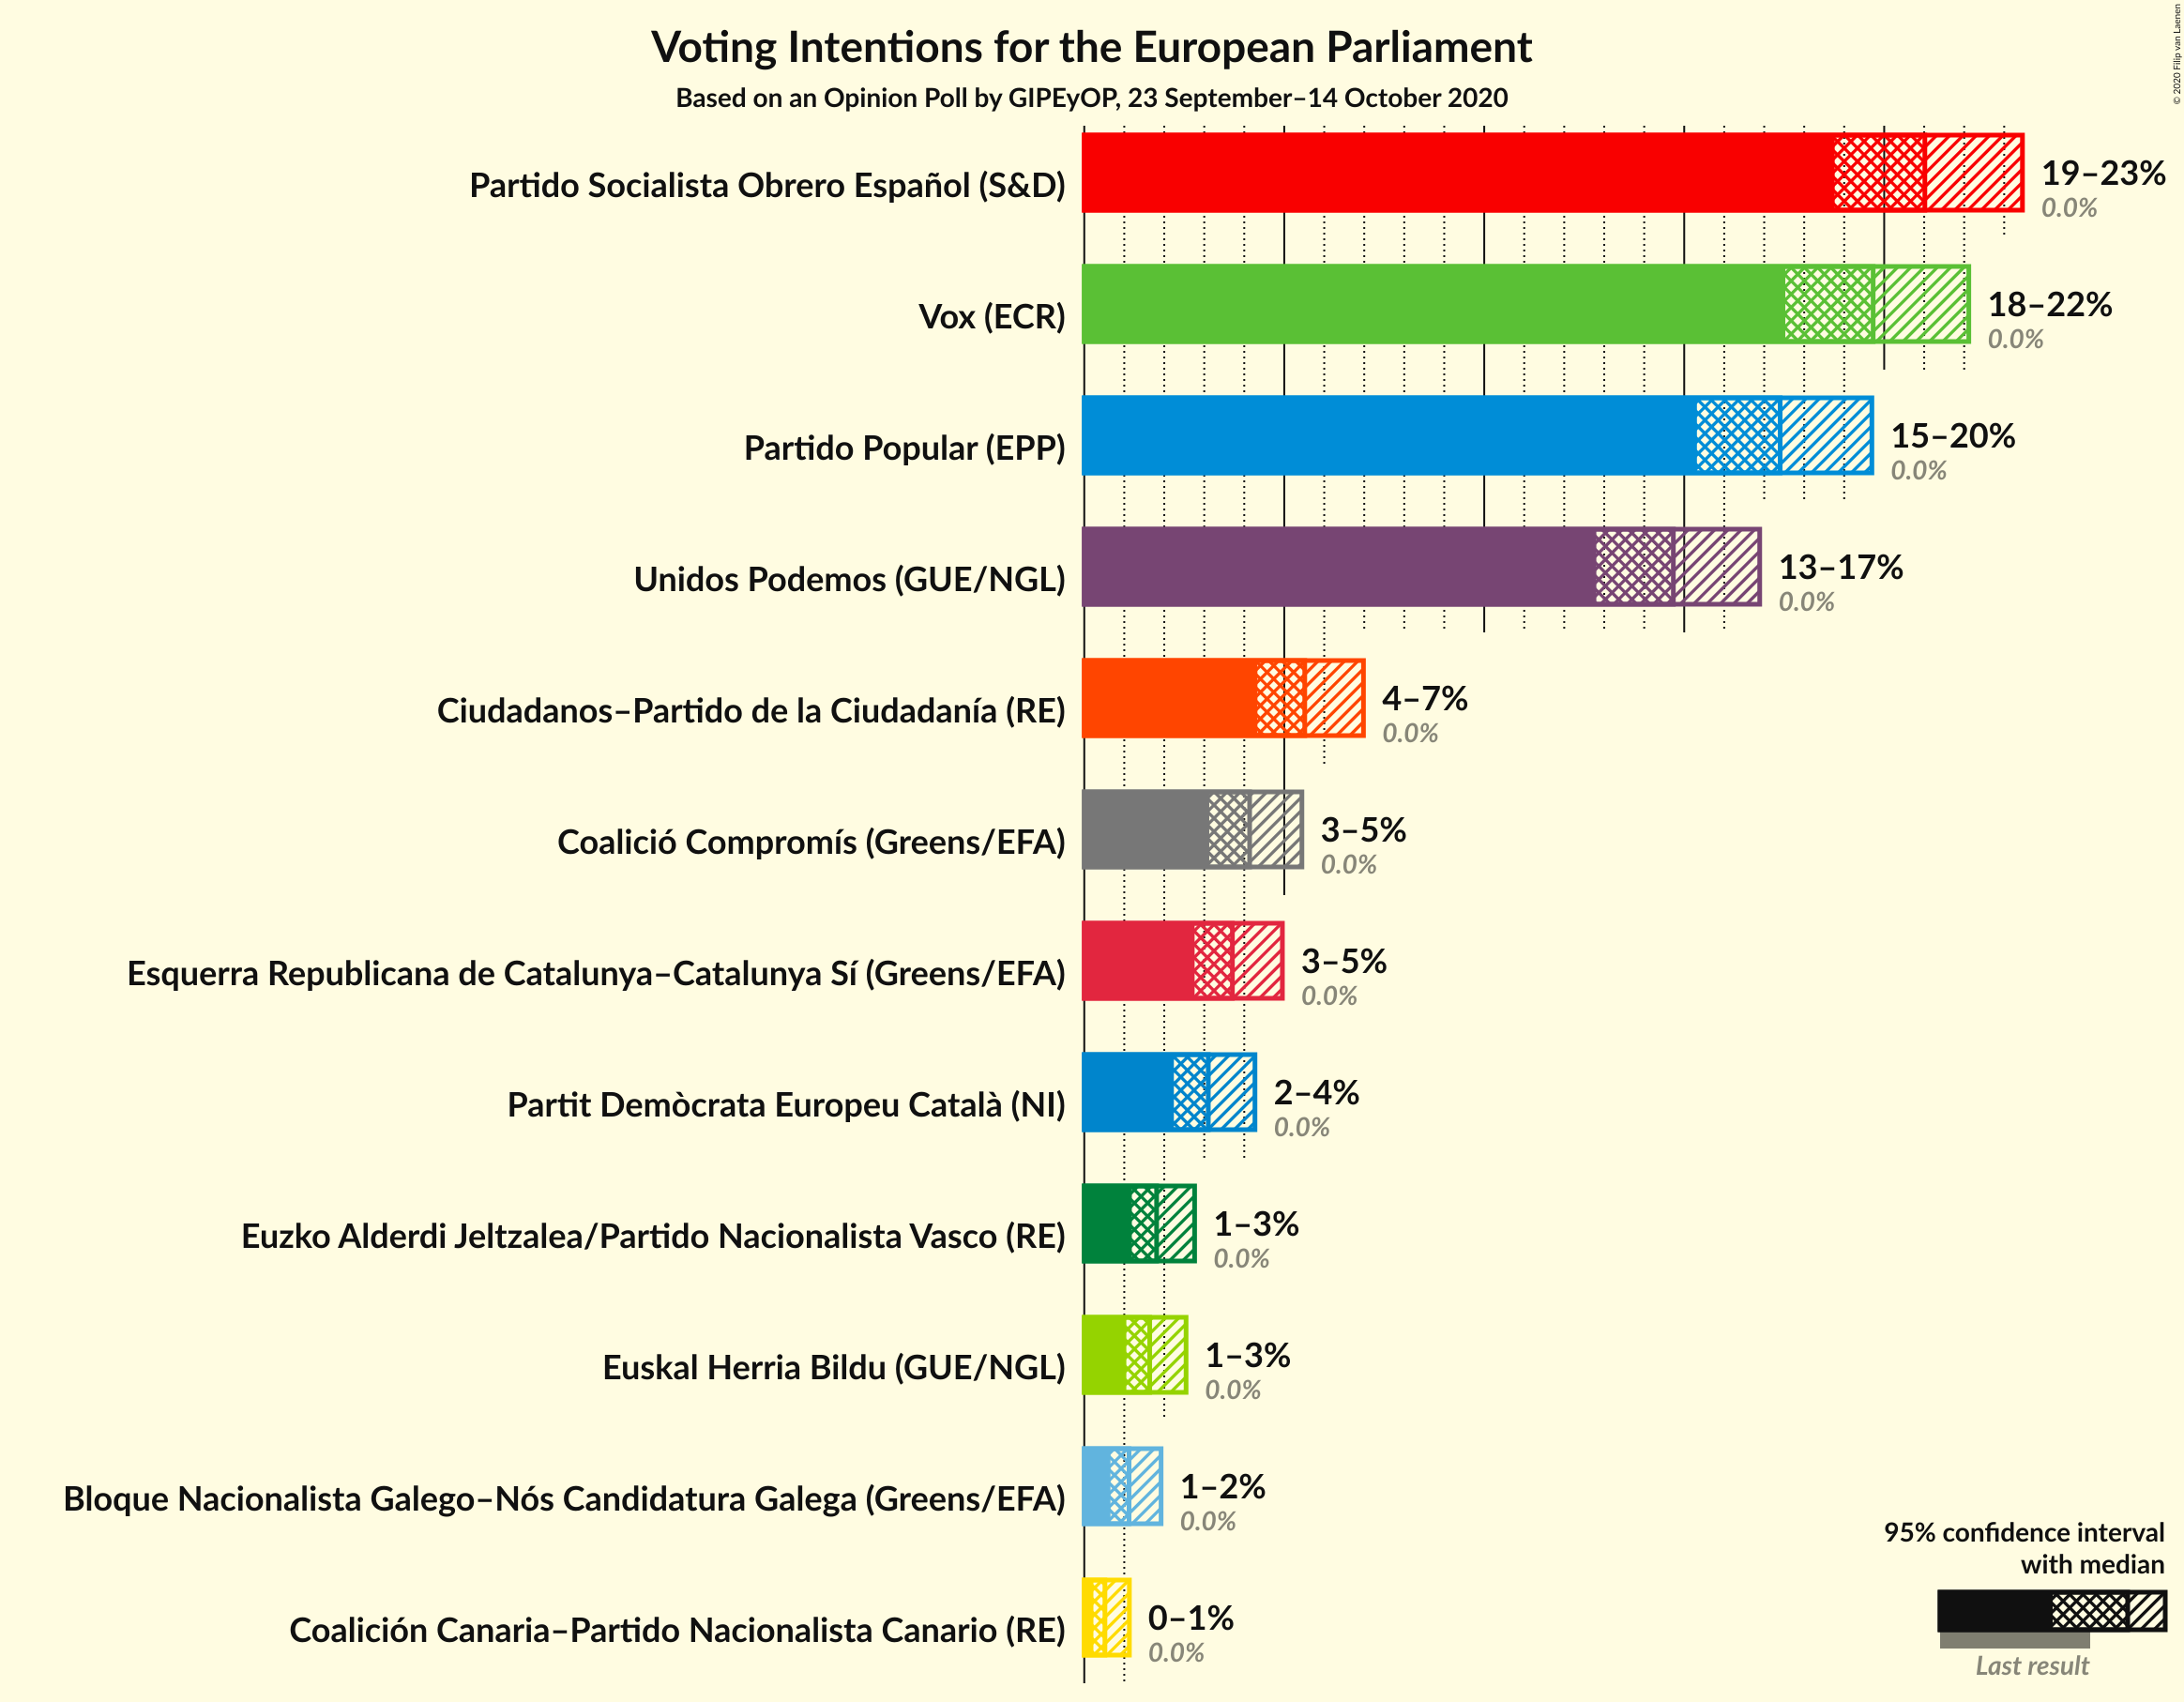 © 2020 Filip van Laenen
Voting Intentions for the European Parliament
Based on an Opinion Poll by GIPEyOP, 23 September–14 October 2020
Partido Socialista Obrero Español (S&D)
19–23%
0.0%
Vox (ECR)
18–22%
0.0%
Partido Popular (EPP)
15–20%
0.0%
Unidos Podemos (GUE/NGL)
13–17%
0.0%
Ciudadanos–Partido de la Ciudadanía (RE)
4–7%
0.0%
Coalició Compromís (Greens/EFA)
3–5%
0.0%
Esquerra Republicana de Catalunya–Catalunya Sí (Greens/EFA)
3–5%
0.0%
Partit Demòcrata Europeu Català (NI)
2–4%
0.0%
Euzko Alderdi Jeltzalea/Partido Nacionalista Vasco (RE)
1–3%
0.0%
Euskal Herria Bildu (GUE/NGL)
1–3%
0.0%
Bloque Nacionalista Galego–Nós Candidatura Galega (Greens/EFA)
1–2%
0.0%
Coalición Canaria–Partido Nacionalista Canario (RE)
0–1%
0.0%
95% confidence interval
with median
Last result